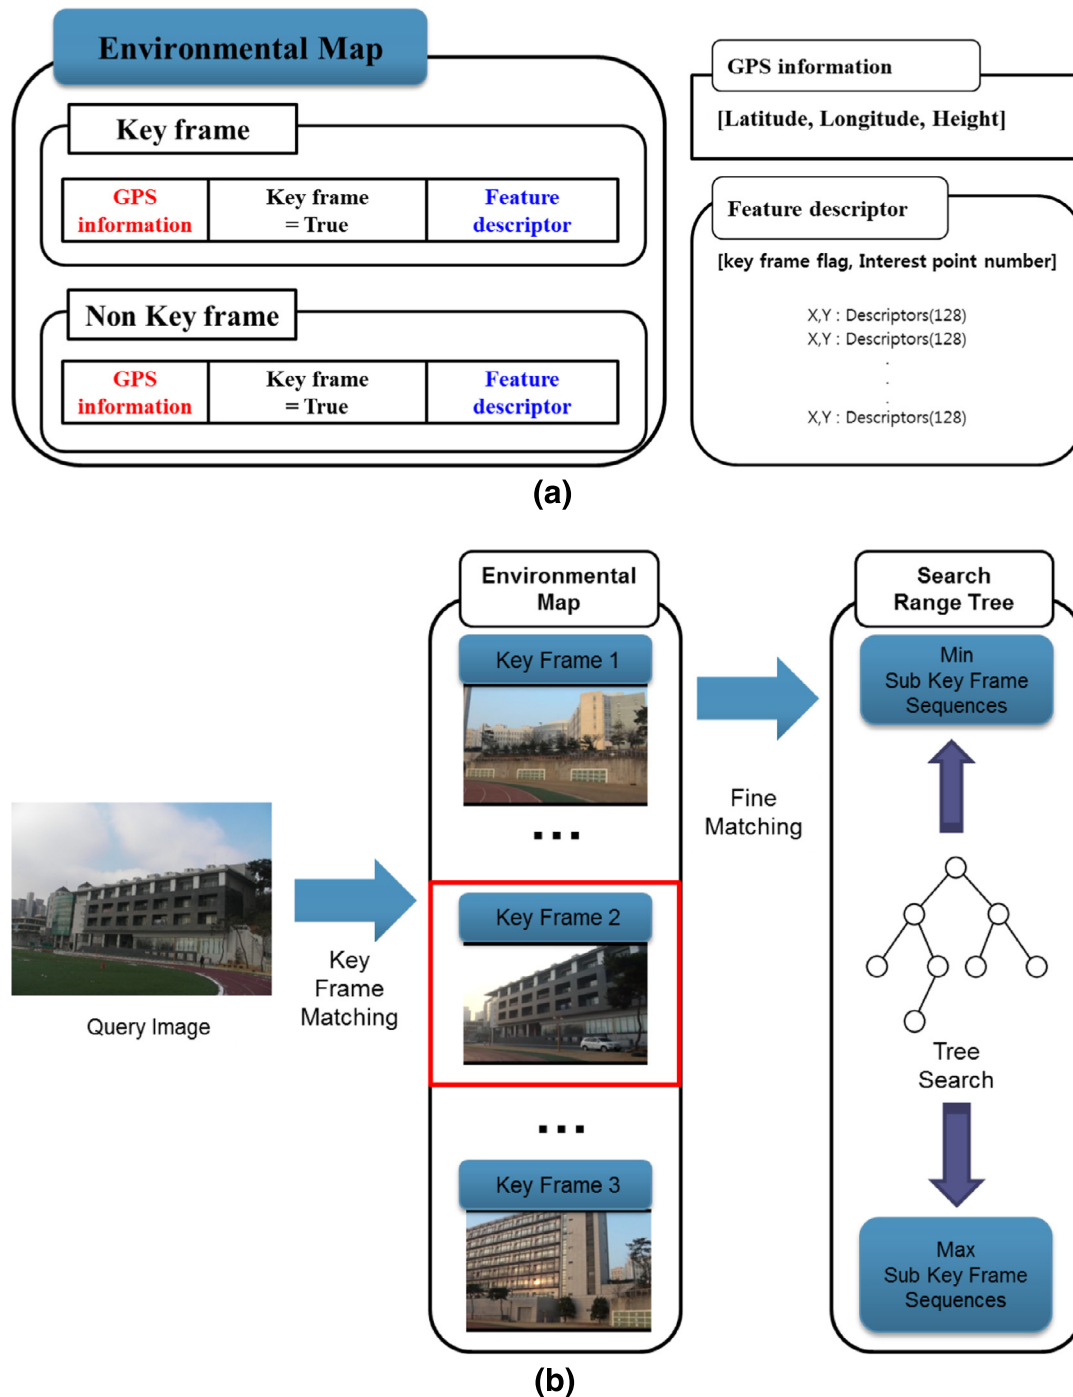 Environmental Map
Key frame
GPS information
Key frame = True
Feature descriptor
Non Key frame
GPS information
Key frame = True
Feature descriptor
GPS information
[Latitude, Longitude, Height]
Feature descriptor
[key frame flag, Interest point number]
X,Y : Descriptors(128)
X,Y : Descriptors(128)
.
.
.
X,Y : Descriptors(128)
(a)
Query Image
Key
Frame
Matching
Environmental
Map
Key Frame 1
...
Key Frame 2
...
Key Frame 3
Fine
Matching
Search
Range Tree
Min
Sub Key Frame
Sequences
Tree
Search
Max
Sub Key Frame
Sequences
(b)